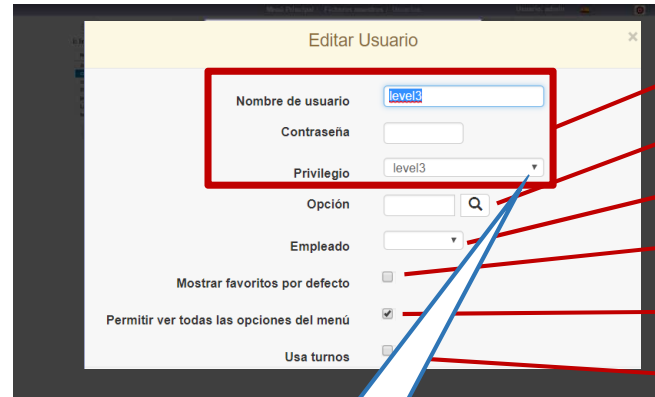 Editar Usuario ×
Nombre de usuario level3
Contraseña
Privilegio level3
Opción
Empleado
Mostrar favoritos por defecto
Permitir ver todas las opciones del menú
Usa turnos